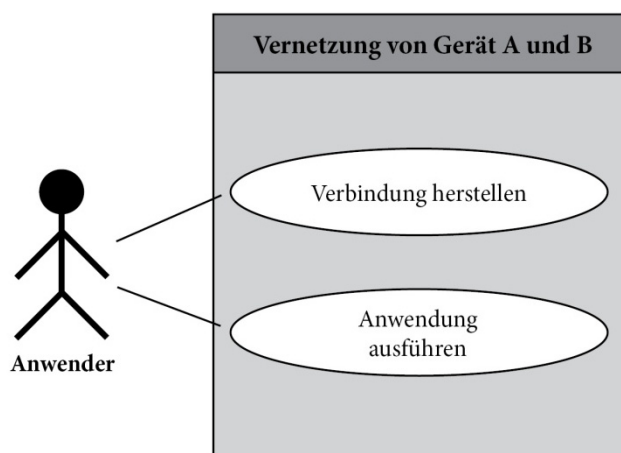 Vernetzung von Gerät A und B
Verbindung herstellen
Anwendung
ausführen
Anwender